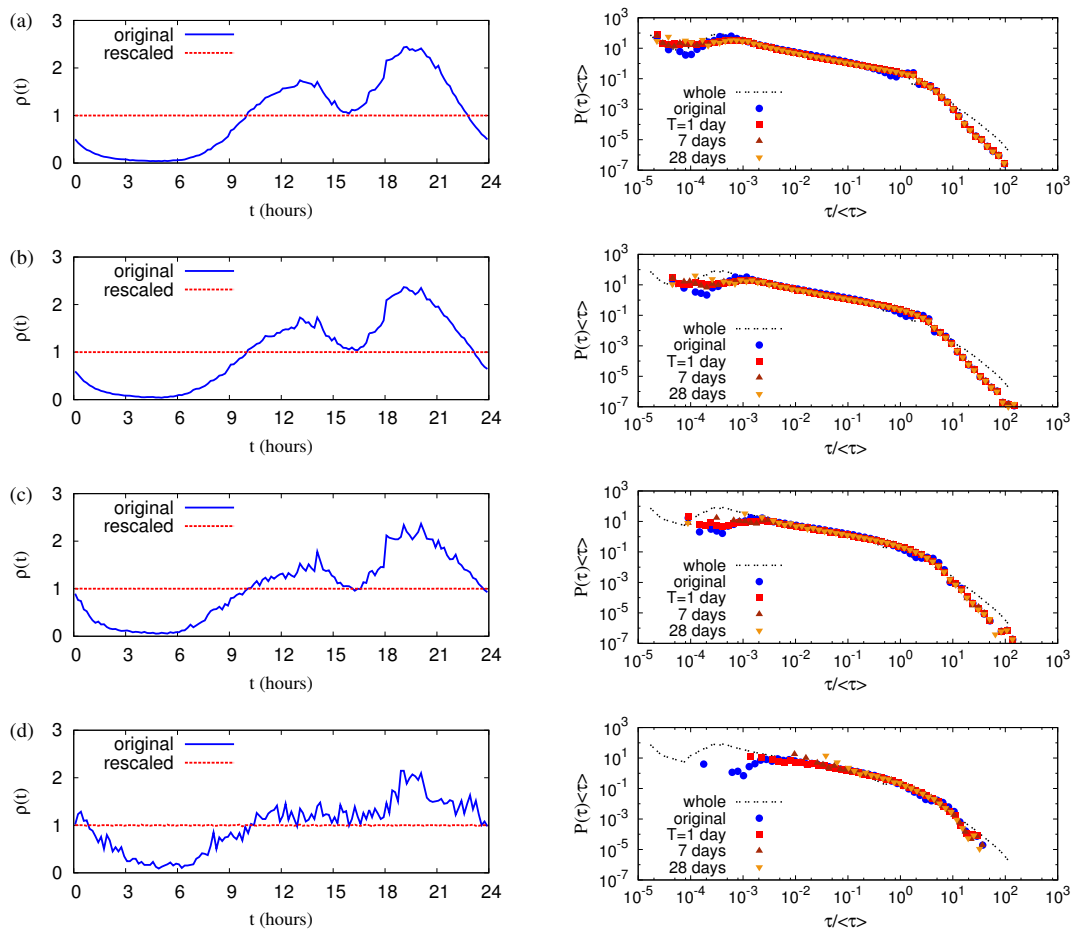 (a)
ρ(t)
3
2
1
0
original
rescaled
0 3 6 9 12 15 18 21 24
t (hours)
P(τ)<τ>
10^3
10^1
10^-1
10^-3
10^-5
10^-7
whole
original
T=1 day
7 days
28 days
10^-5 10^-4 10^-3 10^-2 10^-1 10^0 10^1 10^2 10^3
τ/<τ>
(b)
ρ(t)
3
2
1
0
original
rescaled
0 3 6 9 12 15 18 21 24
t (hours)
P(τ)<τ>
10^3
10^1
10^-1
10^-3
10^-5
10^-7
whole
original
T=1 day
7 days
28 days
10^-5 10^-4 10^-3 10^-2 10^-1 10^0 10^1 10^2 10^3
τ/<τ>
(c)
ρ(t)
3
2
1
0
original
rescaled
0 3 6 9 12 15 18 21 24
t (hours)
P(τ)<τ>
10^3
10^1
10^-1
10^-3
10^-5
10^-7
whole
original
T=1 day
7 days
28 days
10^-5 10^-4 10^-3 10^-2 10^-1 10^0 10^1 10^2 10^3
τ/<τ>
(d)
ρ(t)
3
2
1
0
original
rescaled
0 3 6 9 12 15 18 21 24
t (hours)
P(τ)<τ>
10^3
10^1
10^-1
10^-3
10^-5
10^-7
whole
original
T=1 day
7 days
28 days
10^-5 10^-4 10^-3 10^-2 10^-1 10^0 10^1 10^2 10^3
τ/<τ>